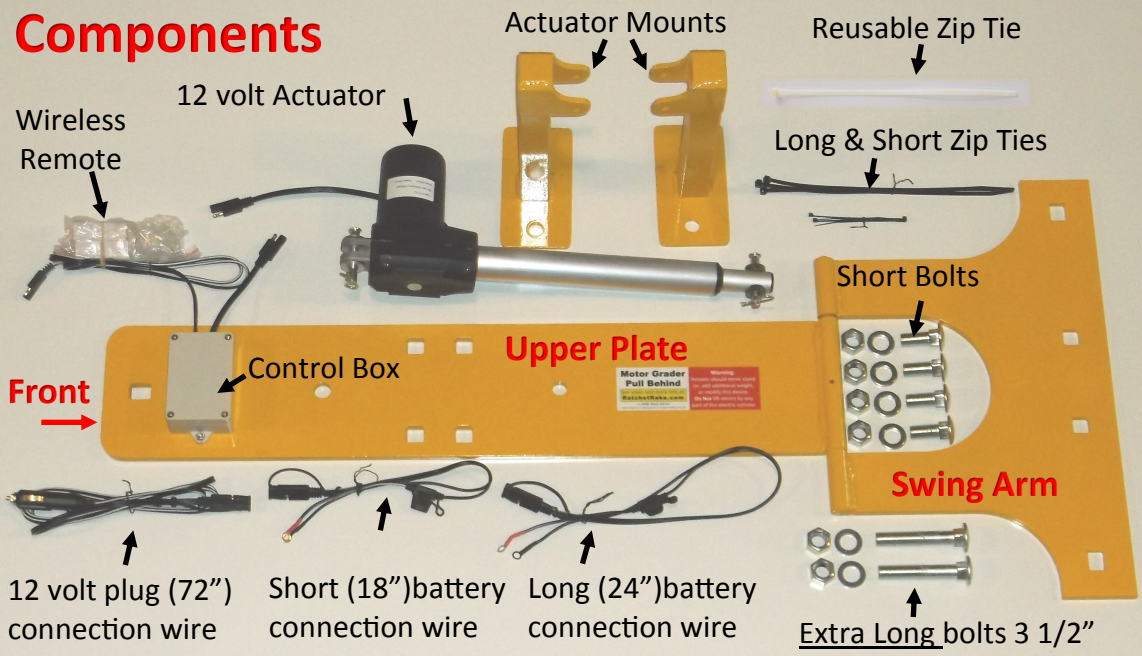 Components
Actuator Mounts
Reusable Zip Tie
12 volt Actuator
Wireless
Remote
Long & Short Zip Ties
Short Bolts
Upper Plate
Control Box
Front
Motor Grader
Pull Behind
RatchetRake.com
Warning
Swing Arm
12 volt plug (72”)
connection wire
Short (18”)battery
connection wire
Long (24”)battery
connection wire
Extra Long bolts 3 1/2”